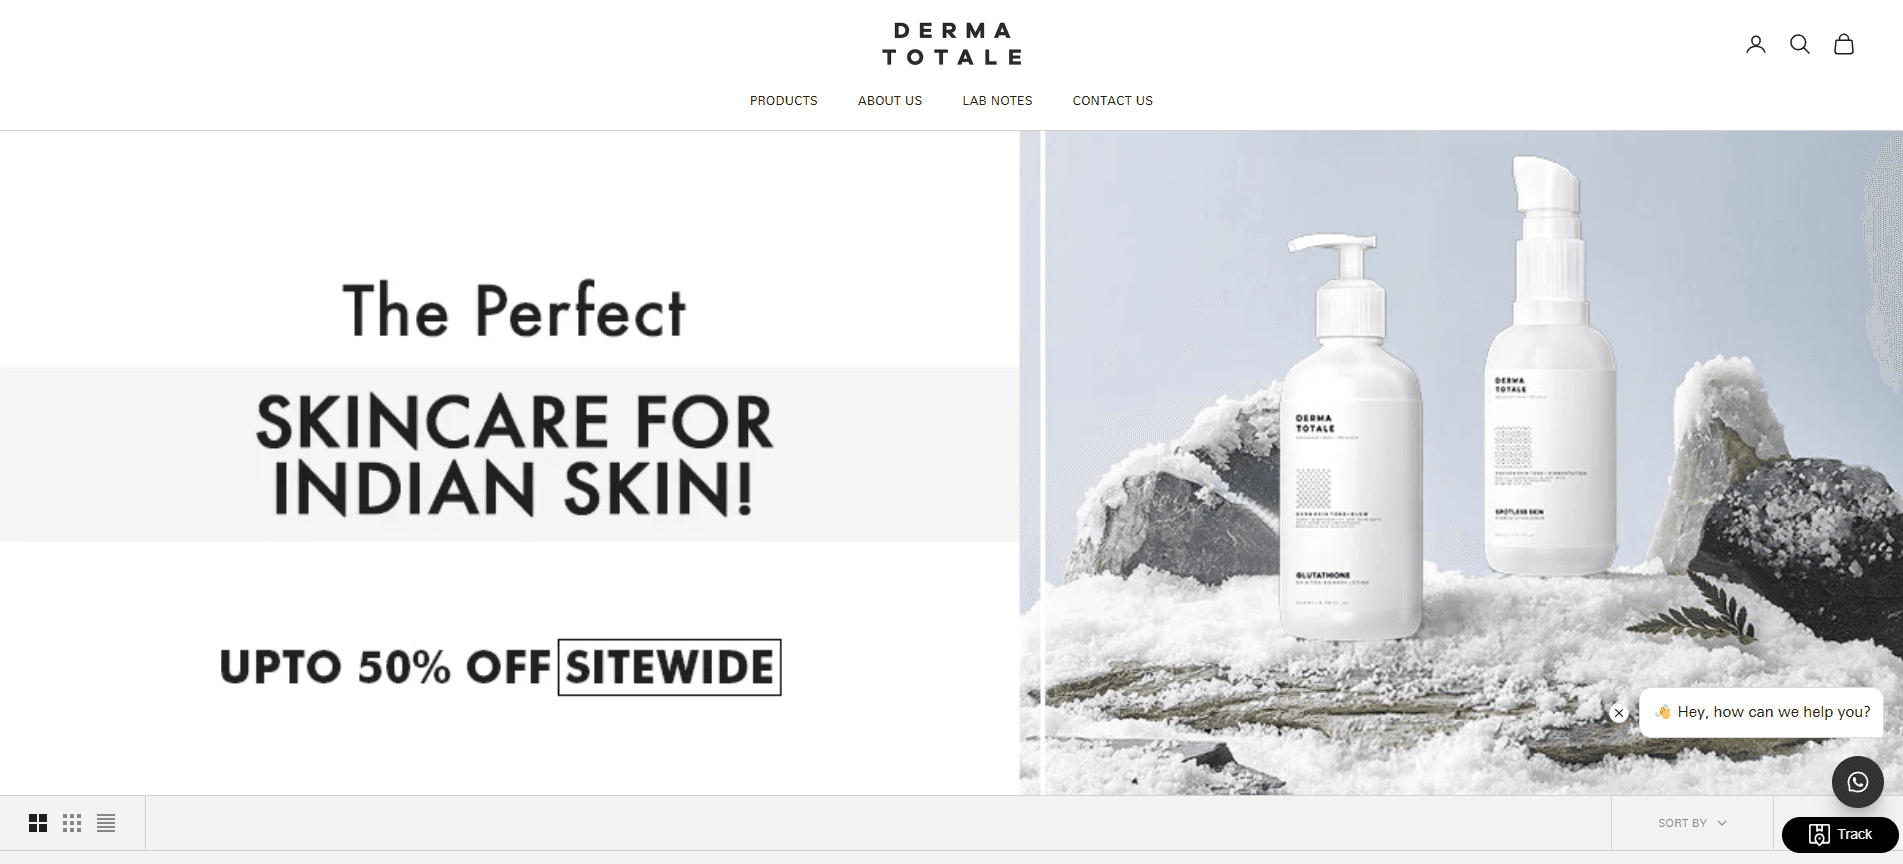 DERMA
TOTALE
PRODUCTS
ABOUT US
LAB NOTES
CONTACT US
The Perfect
SKINCARE FOR
INDIAN SKIN!
UPTO 50% OFF SITEWIDE
DERMA
TOTALE
GLUTATHIONE
DERMA
TOTALE
SPOTLESS SKIN
👋 Hey, how can we help you?
SORT BY
Track